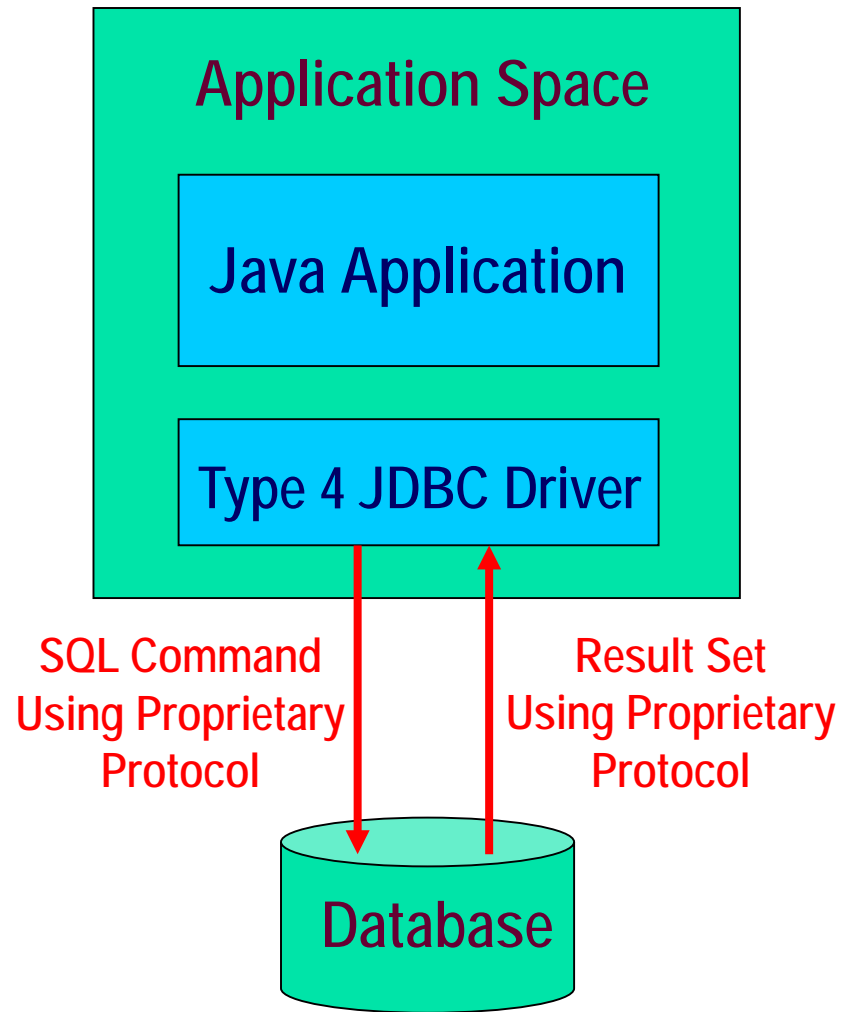 Application Space
Java Application
Type 4 JDBC Driver
SQL Command
Using Proprietary
Protocol
Result Set
Using Proprietary
Protocol
Database